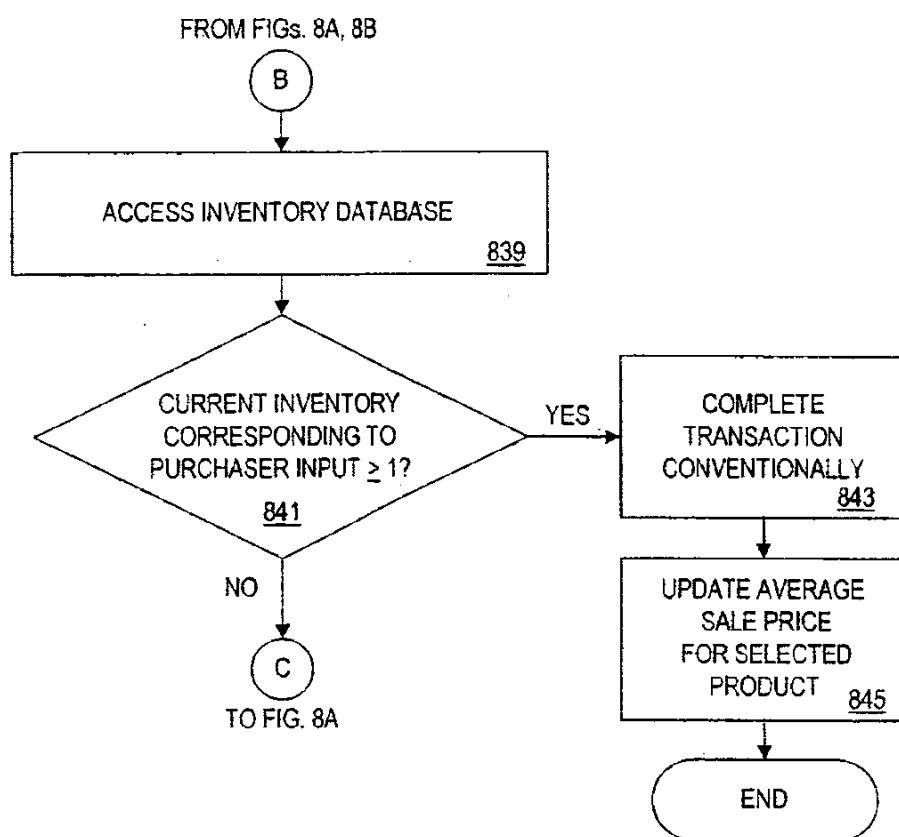 FROM FIGs. 8A, 8B
B
ACCESS INVENTORY DATABASE
839
CURRENT INVENTORY
CORRESPONDING TO
PURCHASER INPUT ≥ 1?
841
YES
COMPLETE
TRANSACTION
CONVENTIONALLY
843
NO
UPDATE AVERAGE
SALE PRICE
FOR SELECTED
PRODUCT
845
C
TO FIG. 8A
END